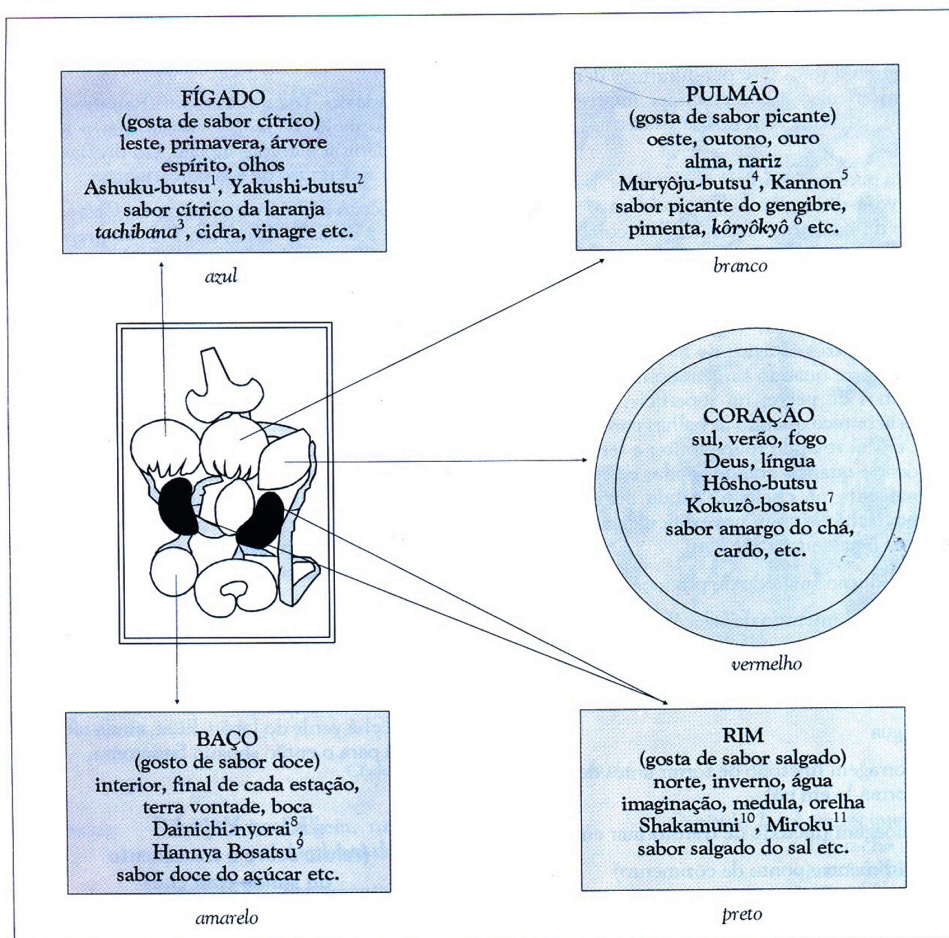 FÍGADO
(gosta de sabor cítrico)
leste, primavera, árvore
espírito, olhos
Ashuku-butsu¹, Yakushi-butsu²
sabor cítrico da laranja
tachibana³, cidra, vinagre etc.
azul
PULMÃO
(gosta de sabor picante)
oeste, outono, ouro
alma, nariz
Muryôju-butsu⁴, Kannon⁵
sabor picante do gengibre,
pimenta, kôryôkyô ⁶ etc.
branco
CORAÇÃO
sul, verão, fogo
Deus, língua
Hôsho-butsu
Kokuzô-bosatsu⁷
sabor amargo do chá,
cardo, etc.
vermelho
BAÇO
(gosto de sabor doce)
interior, final de cada estação,
terra vontade, boca
Dainichi-nyorai⁸,
Hannya Bosatsu⁹
sabor doce do açúcar etc.
amarelo
RIM
(gosta de sabor salgado)
norte, inverno, água
imaginação, medula, orelha
Shakamuni¹⁰, Miroku¹¹
sabor salgado do sal etc.
preto